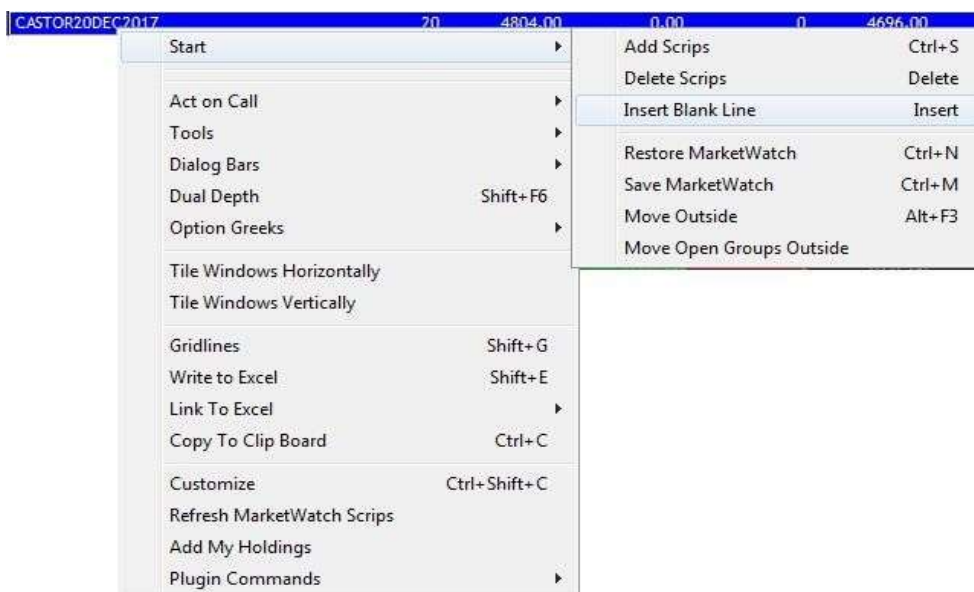 CASTOR20DEC2017 20 4804.00 0.00 0 4696.00
Start
Act on Call
Tools
Dialog Bars
Dual Depth Shift+F6
Option Greeks
Tile Windows Horizontally
Tile Windows Vertically
Gridlines Shift+G
Write to Excel Shift+E
Link To Excel
Copy To Clip Board Ctrl+C
Customize Ctrl+Shift+C
Refresh MarketWatch Scrips
Add My Holdings
Plugin Commands
Add Scrips Ctrl+S
Delete Scrips Delete
Insert Blank Line Insert
Restore MarketWatch Ctrl+N
Save MarketWatch Ctrl+M
Move Outside Alt+F3
Move Open Groups Outside